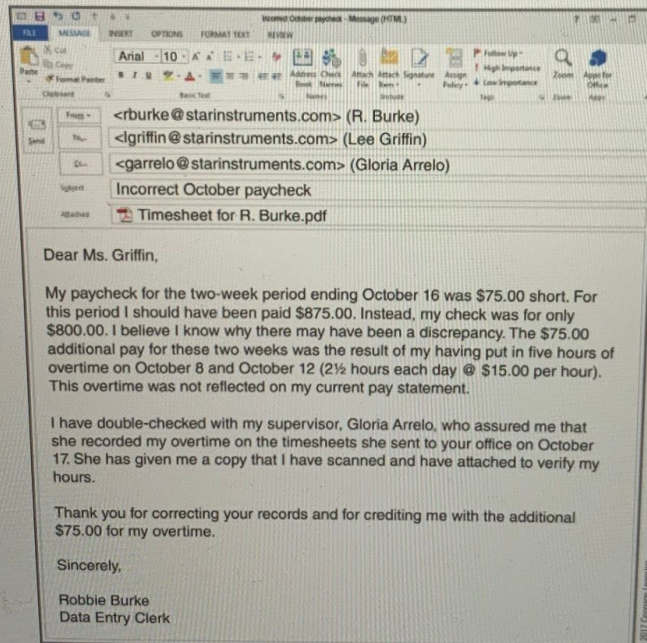 Incorrect October paycheck - Message (HTML)
FILE MESSAGE INSERT OPTIONS FORMAT TEXT REVIEW
Cut
Copy
Paste
Format Painter
Clipboard
Arial 10
Basic Text
Address Book
Check Names
Names
Attach File
Attach Item
Signature
Include
Assign Policy
Follow Up
High Importance
Low Importance
Tags
Zoom
Zoom
Apps for Office
Apps
Send
From <rburke@starinstruments.com> (R. Burke)
To... <lgriffin@starinstruments.com> (Lee Griffin)
<garrelo@starinstruments.com> (Gloria Arrelo)
Subject Incorrect October paycheck
Attached Timesheet for R. Burke.pdf
Dear Ms. Griffin,
My paycheck for the two-week period ending October 16 was $75.00 short. For
this period I should have been paid $875.00. Instead, my check was for only
$800.00. I believe I know why there may have been a discrepancy. The $75.00
additional pay for these two weeks was the result of my having put in five hours of
overtime on October 8 and October 12 (2½ hours each day @ $15.00 per hour).
This overtime was not reflected on my current pay statement.
I have double-checked with my supervisor, Gloria Arrelo, who assured me that
she recorded my overtime on the timesheets she sent to your office on October
17. She has given me a copy that I have scanned and have attached to verify my
hours.
Thank you for correcting your records and for crediting me with the additional
$75.00 for my overtime.
Sincerely,
Robbie Burke
Data Entry Clerk